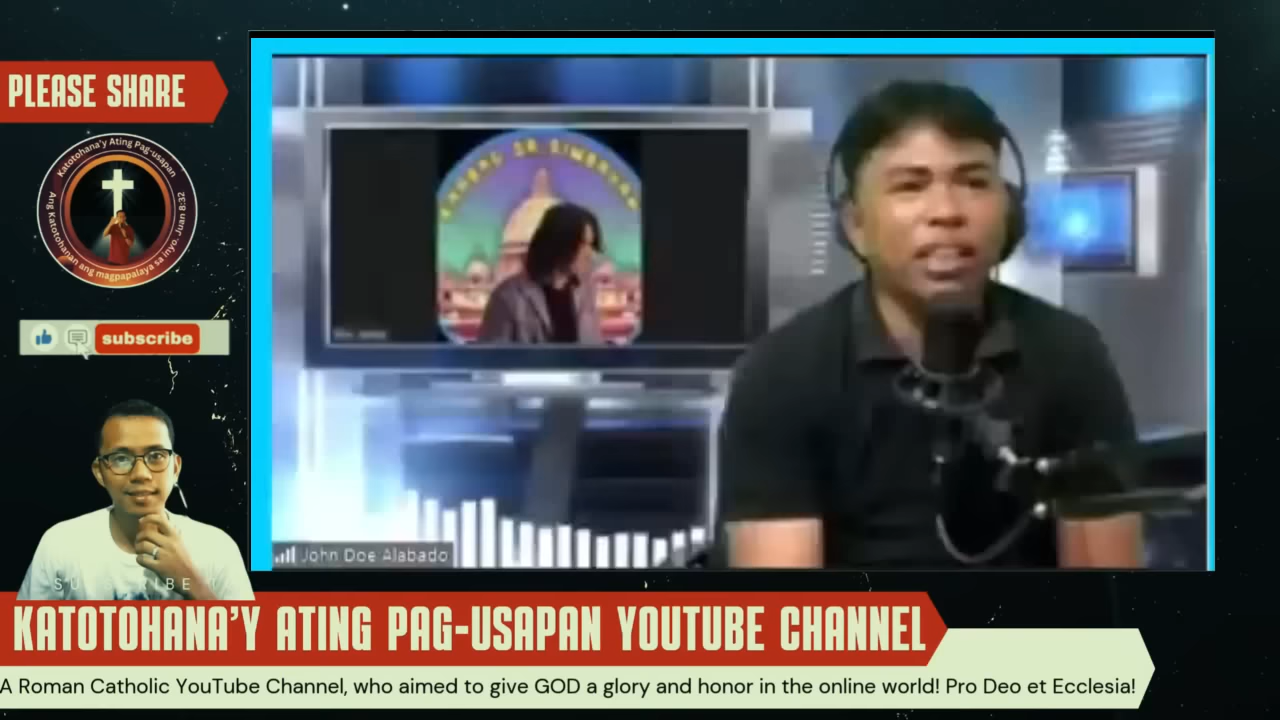 PLEASE SHARE
Katotohana'y Ating Pag-usapan
Ang Katotohanan ang magpapalaya sa inyo. Juan 8:32
subscribe
John Doe Alabado
KATOTOHANA'Y ATING PAG-USAPAN YOUTUBE CHANNEL
A Roman Catholic YouTube Channel, who aimed to give GOD a glory and honor in the online world! Pro Deo et Ecclesia!